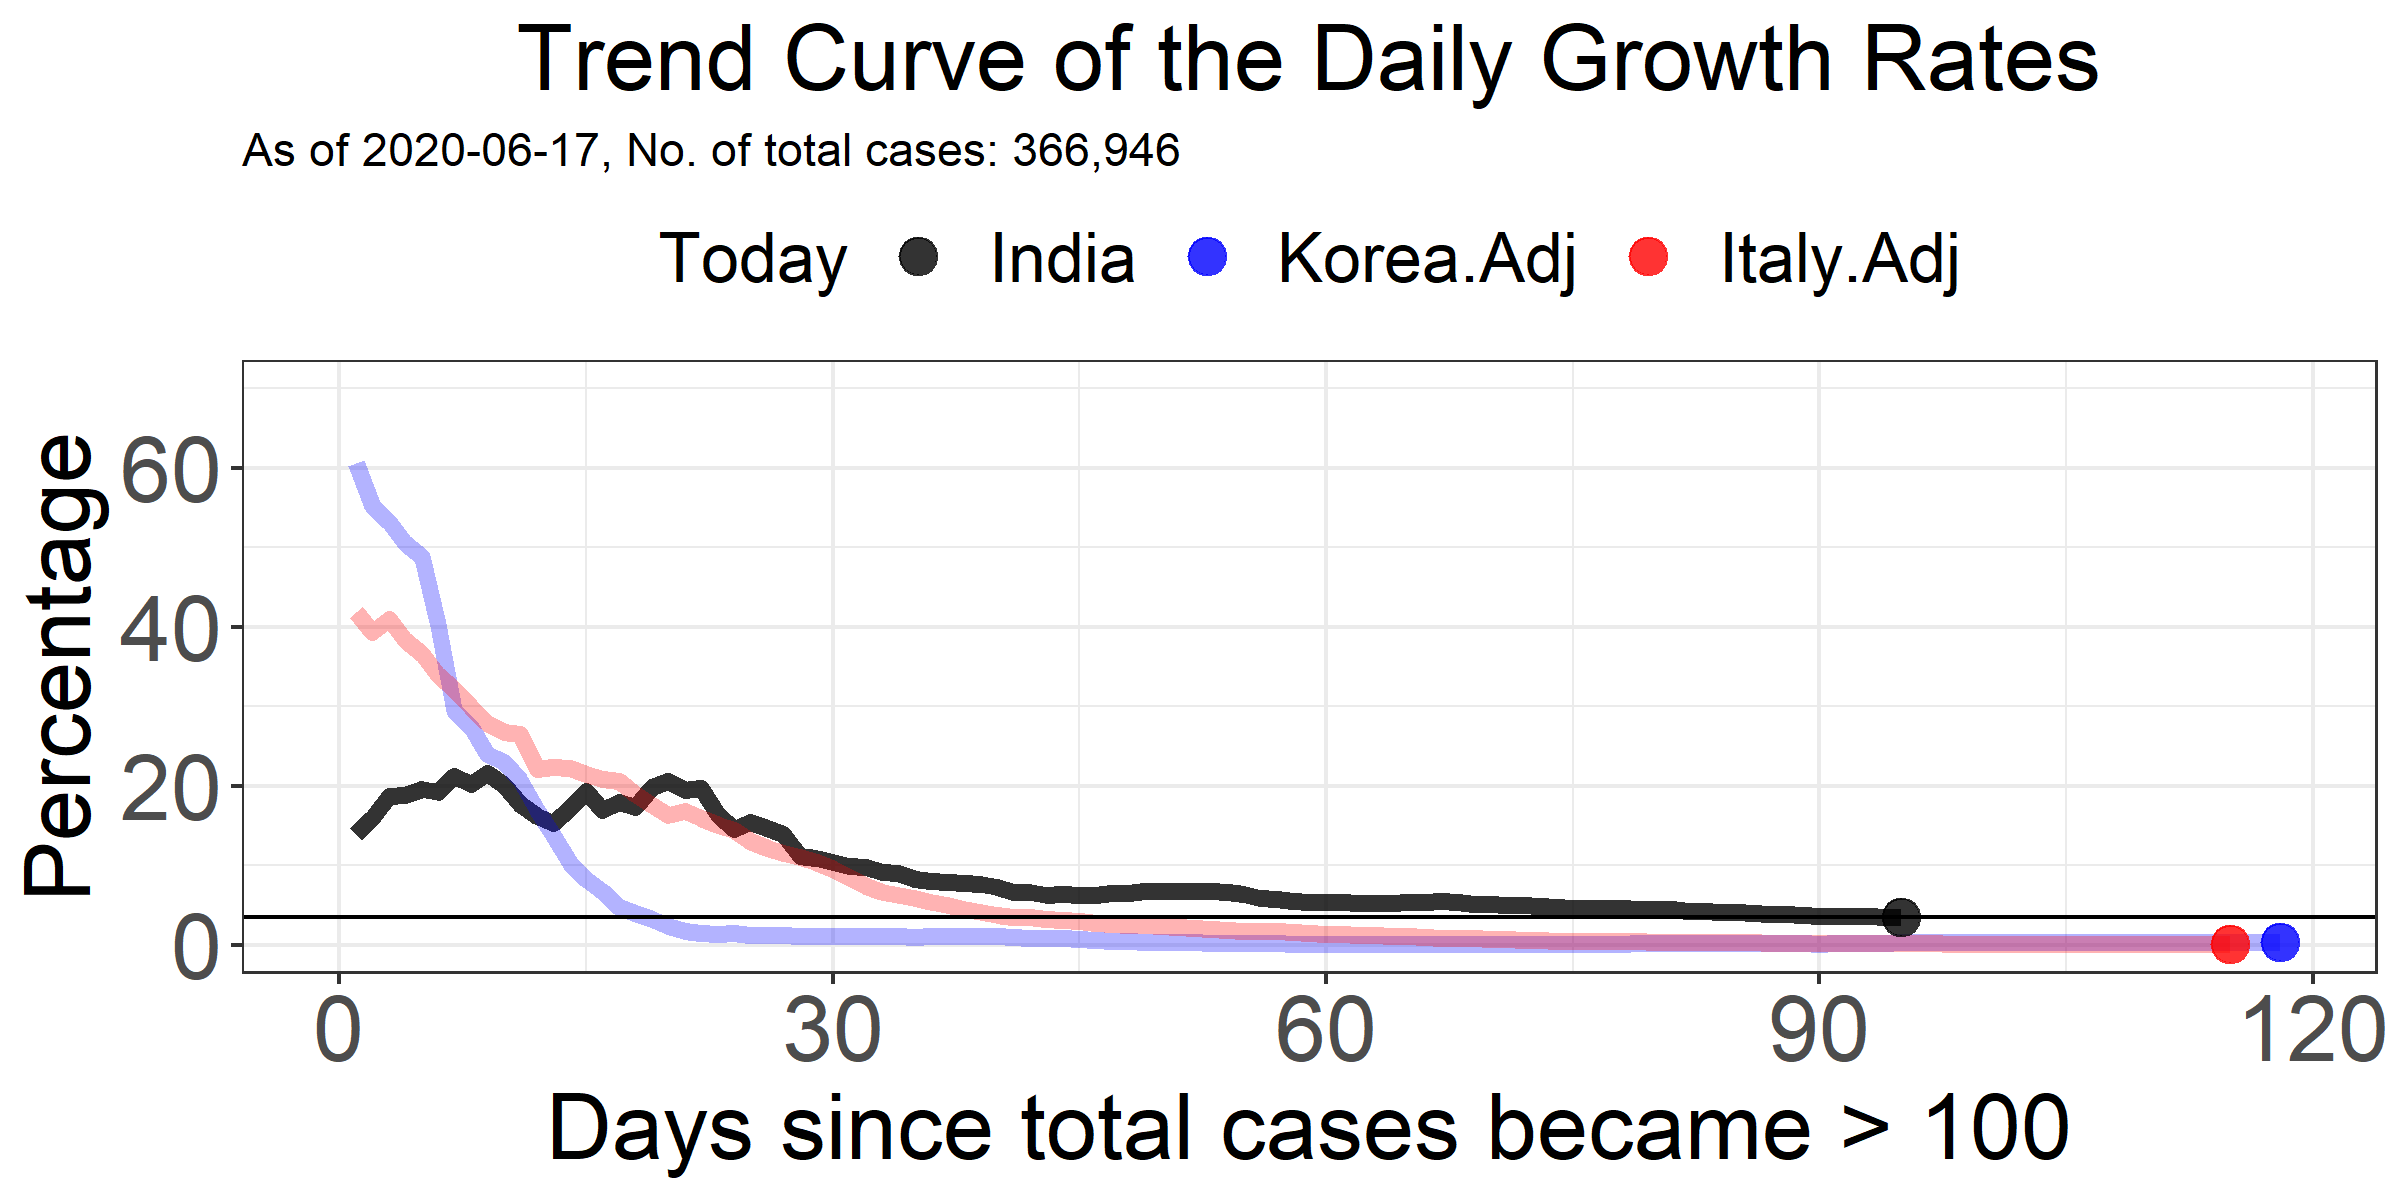 Trend Curve of the Daily Growth Rates
As of 2020-06-17, No. of total cases: 366,946
Today India Korea.Adj Italy.Adj
Percentage
60
40
20
0
0 30 60 90 120
Days since total cases became > 100